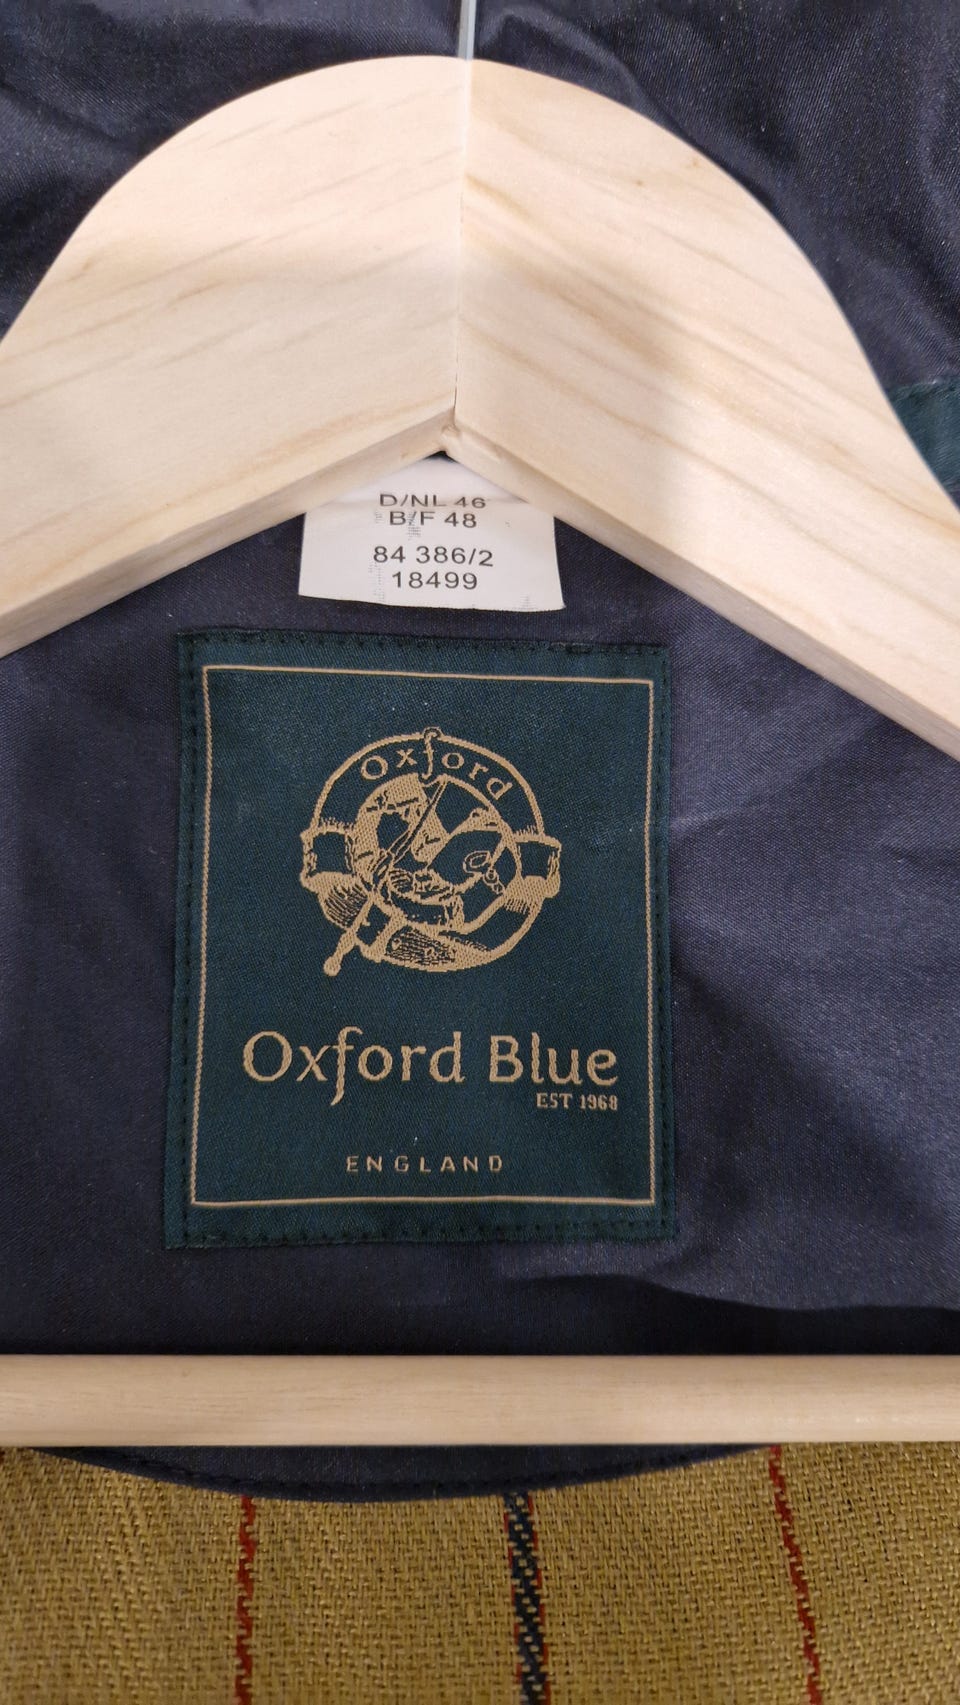 D/NL 46
B/F 48
84 386/2
18499
Oxford
Oxford Blue
EST 1968
ENGLAND